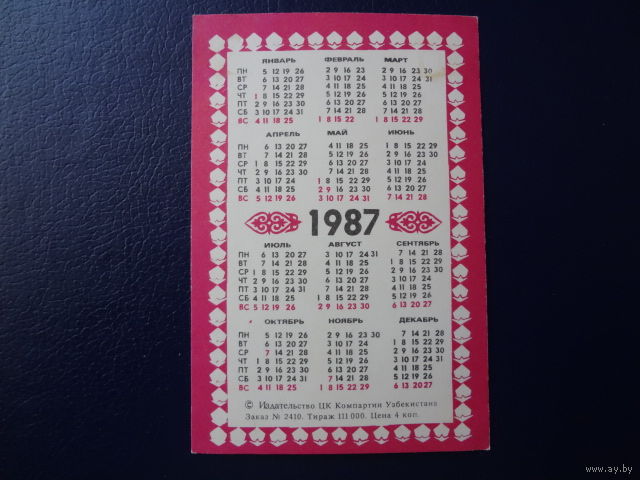 ЯНВАРЬ ФЕВРАЛЬ МАРТ
ПН 5 12 19 26 2 9 16 23 2 9 16 23 30
ВТ 6 13 20 27 3 10 17 24 3 10 17 24 31
СР 7 14 21 28 4 11 18 25 4 11 18 25
ЧТ 1 8 15 22 29 5 12 19 26 5 12 19 26
ПТ 2 9 16 23 30 6 13 20 27 6 13 20 27
СБ 3 10 17 24 31 7 14 21 28 7 14 21 28
ВС 4 11 18 25 1 8 15 22 1 8 15 22 29
АПРЕЛЬ МАЙ ИЮНЬ
ПН 6 13 20 27 4 11 18 25 1 8 15 22 29
ВТ 7 14 21 28 5 12 19 26 2 9 16 23 30
СР 1 8 15 22 29 6 13 20 27 3 10 17 24
ЧТ 2 9 16 23 30 7 14 21 28 4 11 18 25
ПТ 3 10 17 24 1 8 15 22 29 5 12 19 26
СБ 4 11 18 25 2 9 16 23 30 6 13 20 27
ВС 5 12 19 26 3 10 17 24 31 7 14 21 28
1987
ИЮЛЬ АВГУСТ СЕНТЯБРЬ
ПН 6 13 20 27 3 10 17 24 31 7 14 21 28
ВТ 7 14 21 28 4 11 18 25 1 8 15 22 29
СР 1 8 15 22 29 5 12 19 26 2 9 16 23 30
ЧТ 2 9 16 23 30 6 13 20 27 3 10 17 24
ПТ 3 10 17 24 31 7 14 21 28 4 11 18 25
СБ 4 11 18 25 1 8 15 22 29 5 12 19 26
ВС 5 12 19 26 2 9 16 23 30 6 13 20 27
ОКТЯБРЬ НОЯБРЬ ДЕКАБРЬ
ПН 5 12 19 26 2 9 16 23 30 7 14 21 28
ВТ 6 13 20 27 3 10 17 24 1 8 15 22 29
СР 7 14 21 28 4 11 18 25 2 9 16 23 30
ЧТ 1 8 15 22 29 5 12 19 26 3 10 17 24 31
ПТ 2 9 16 23 30 6 13 20 27 4 11 18 25
СБ 3 10 17 24 31 7 14 21 28 5 12 19 26
ВС 4 11 18 25 1 8 15 22 29 6 13 20 27
© Издательство ЦК Компартии Узбекистана
Заказ № 2410. Тираж 111 000. Цена 4 коп.
www.ay.by